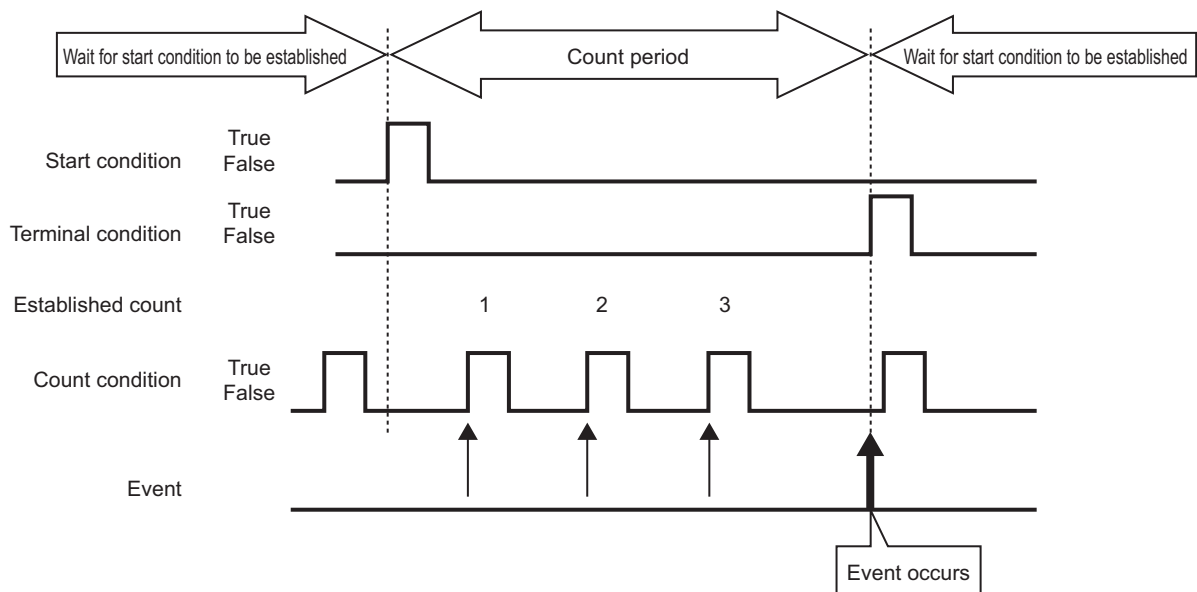 Wait for start condition to be established
Count period
Wait for start condition to be established
Start condition
True
False
Terminal condition
True
False
Established count
1 2 3
Count condition
True
False
Event
Event occurs